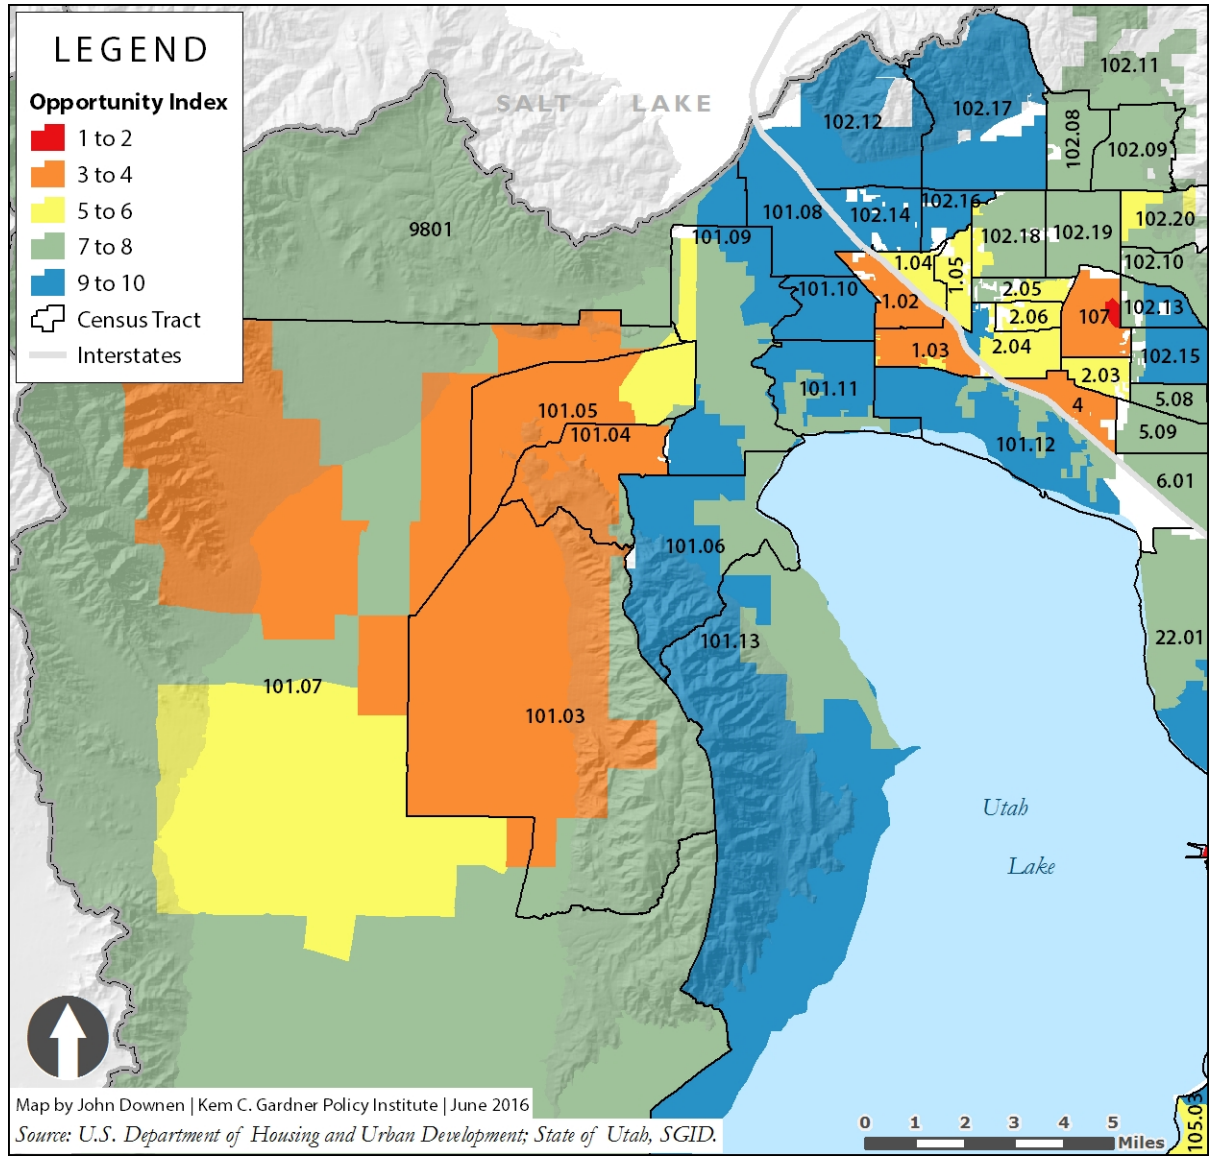 LEGEND
Opportunity Index
1 to 2
3 to 4
5 to 6
7 to 8
9 to 10
Census Tract
Interstates
SALT LAKE
102.11
102.12
102.17
102.08
102.09
9801
101.08
102.14
102.16
102.18
102.19
102.20
101.09
1.04
1.05
102.10
101.10
1.02
2.05
2.06
107
102.13
1.03
2.04
102.15
101.11
2.03
4
5.08
101.05
101.04
101.12
5.09
6.01
101.06
101.13
22.01
101.07
101.03
Utah
Lake
Map by John Downen | Kem C. Gardner Policy Institute | June 2016
Source: U.S. Department of Housing and Urban Development; State of Utah, SGID.
0 1 2 3 4 5
Miles
105.03